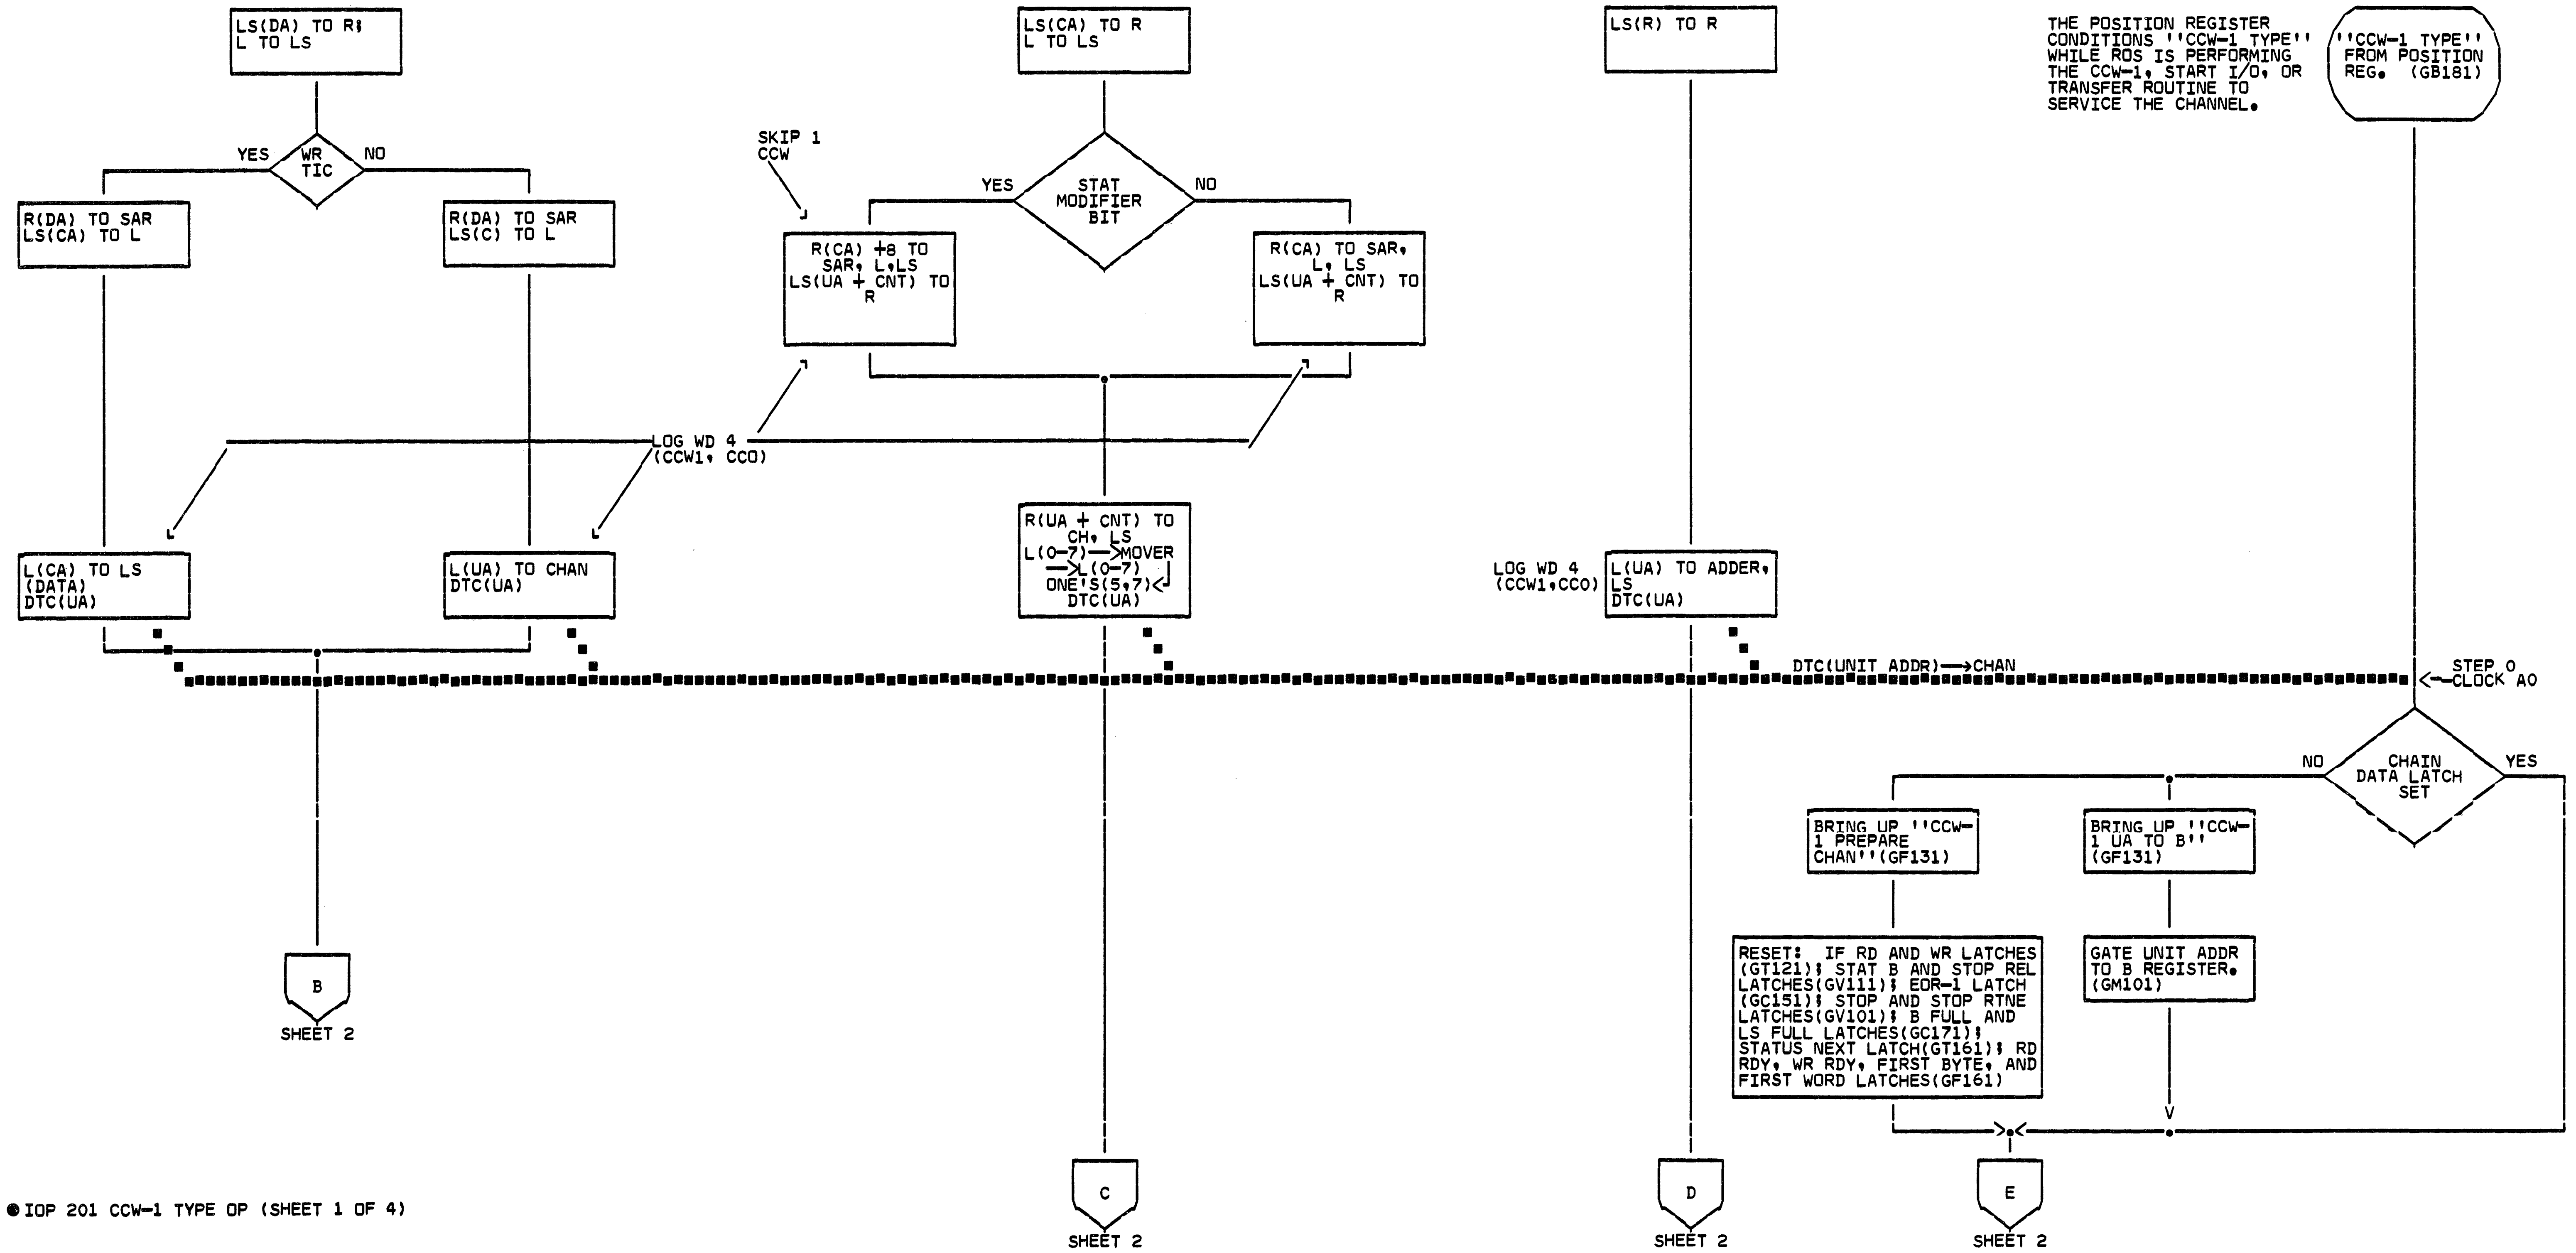 LS(DA) TO R;
L TO LS
WR
TIC
YES
NO
R(DA) TO SAR
LS(CA) TO L
R(DA) TO SAR
LS(C) TO L
L(CA) TO LS
(DATA)
DTC(UA)
L(UA) TO CHAN
DTC(UA)
B
SHEET 2
LS(CA) TO R
L TO LS
SKIP 1
CCW
YES
STAT
MODIFIER
BIT
NO
R(CA) +8 TO
SAR, L,LS
LS(UA + CNT) TO
R
R(CA) TO SAR,
L, LS
LS(UA + CNT) TO
R
LOG WD 4
(CCW1, CC0)
R(UA + CNT) TO
CH, LS
L(0-7)—>MOVER
—>L(0-7)
ONE'S(5,7)<
DTC(UA)
C
SHEET 2
LS(R) TO R
LOG WD 4
(CCW1,CC0)
L(UA) TO ADDER,
LS
DTC(UA)
D
SHEET 2
THE POSITION REGISTER
CONDITIONS ''CCW-1 TYPE''
WHILE ROS IS PERFORMING
THE CCW-1, START I/O, OR
TRANSFER ROUTINE TO
SERVICE THE CHANNEL.
''CCW-1 TYPE''
FROM POSITION
REG. (GB181)
DTC(UNIT ADDR)—>CHAN
<--STEP 0
CLOCK A0
NO
CHAIN
DATA LATCH
SET
YES
BRING UP ''CCW-
1 PREPARE
CHAN''(GF131)
BRING UP ''CCW-
1 UA TO B''
(GF131)
RESET: IF RD AND WR LATCHES
(GT121); STAT B AND STOP REL
LATCHES(GV111); EOR-1 LATCH
(GC151); STOP AND STOP RTNE
LATCHES(GV101); B FULL AND
LS FULL LATCHES(GC171);
STATUS NEXT LATCH(GT161); RD
RDY, WR RDY, FIRST BYTE, AND
FIRST WORD LATCHES(GF161)
GATE UNIT ADDR
TO B REGISTER.
(GM101)
E
SHEET 2
● IOP 201 CCW-1 TYPE OP (SHEET 1 OF 4)